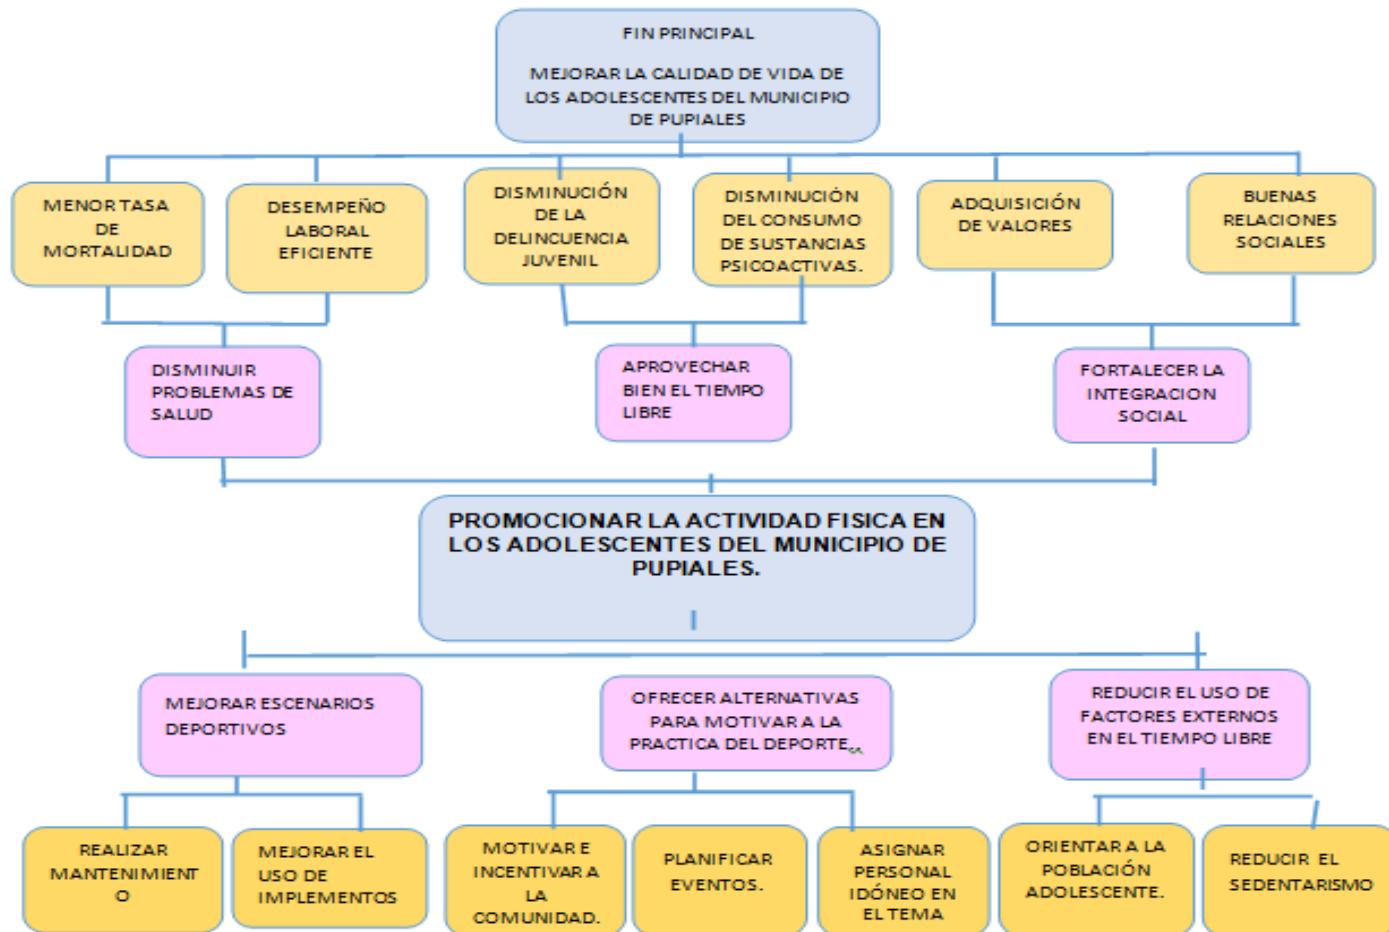 FIN PRINCIPAL
MEJORAR LA CALIDAD DE VIDA DE
LOS ADOLESCENTES DEL MUNICIPIO
DE PUPIALES
MENOR TASA
DE
MORTALIDAD
DESEMPEÑO
LABORAL
EFICIENTE
DISMINUCIÓN
DE LA
DELINCUENCIA
JUVENIL
DISMINUCIÓN
DEL CONSUMO
DE SUSTANCIAS
PSICOACTIVAS.
ADQUISICIÓN
DE VALORES
BUENAS
RELACIONES
SOCIALES
DISMINUIR
PROBLEMAS DE
SALUD
APROVECHAR
BIEN EL TIEMPO
LIBRE
FORTALECER LA
INTEGRACION
SOCIAL
PROMOCIONAR LA ACTIVIDAD FISICA EN
LOS ADOLESCENTES DEL MUNICIPIO DE
PUPIALES.
MEJORAR ESCENARIOS
DEPORTIVOS
OFRECER ALTERNATIVAS
PARA MOTIVAR A LA
PRACTICA DEL DEPORTE
REDUCIR EL USO DE
FACTORES EXTERNOS
EN EL TIEMPO LIBRE
REALIZAR
MANTENIMIENT
O
MEJORAR EL
USO DE
IMPLEMENTOS
MOTIVAR E
INCENTIVAR A
LA
COMUNIDAD.
PLANIFICAR
EVENTOS.
ASIGNAR
PERSONAL
IDÓNEO EN
EL TEMA
ORIENTAR A LA
POBLACIÓN
ADOLESCENTE.
REDUCIR EL
SEDENTARISMO